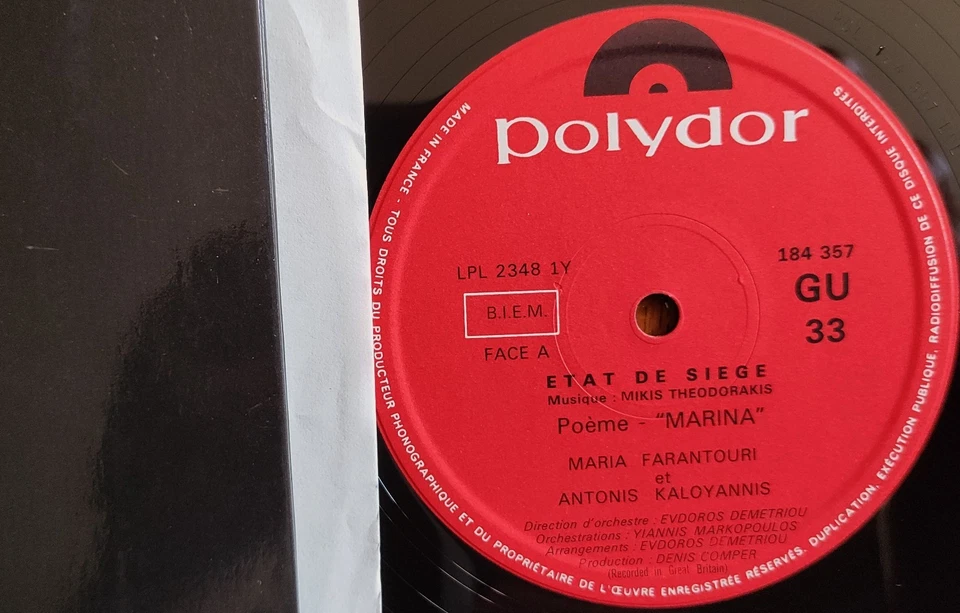 polydor
MADE IN FRANCE - TOUS DROITS DU PRODUCTEUR PHONOGRAPHIQUE ET DU PROPRIÉTAIRE DE L'ŒUVRE ENREGISTRÉE RÉSERVÉS. DUPLICATION, EXÉCUTION PUBLIQUE, RADIODIFFUSION DE CE DISQUE INTERDITES
LPL 2348 1Y
B.I.E.M.
FACE A
184 357
GU
33
ETAT DE SIEGE
Musique : MIKIS THEODORAKIS
Poème - "MARINA"
MARIA FARANTOURI
et
ANTONIS KALOYANNIS
Direction d'orchestre : EVDOROS DEMETRIOU
Orchestrations : YIANNIS MARKOPOULOS
Arrangements : EVDOROS DEMETRIOU
Production : DENIS COMPER
(Recorded in Great Britain)